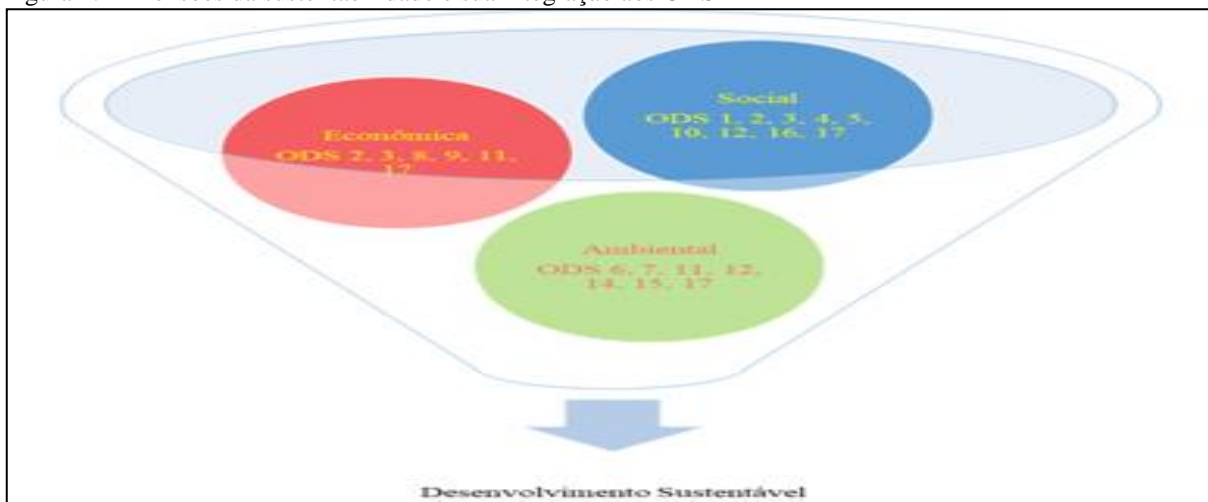 Econômica
ODS 2, 3, 8, 9, 11,
17
Social
ODS 1, 2, 3, 4, 5,
10, 12, 16, 17
Ambiental
ODS 6, 7, 11, 12,
14, 15, 17
Desenvolvimento Sustentável